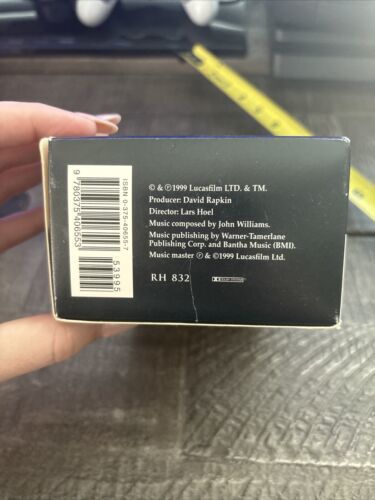 © & ℗1999 Lucasfilm LTD. & TM.
Producer: David Rapkin
Director: Lars Hoel
Music composed by John Williams.
Music publishing by Warner-Tamerlane
Publishing Corp. and Bantha Music (BMI).
Music master ℗ & ©1999 Lucasfilm Ltd.
RH 832
ISBN 0-375-40655-7
9 780375 406553
53995